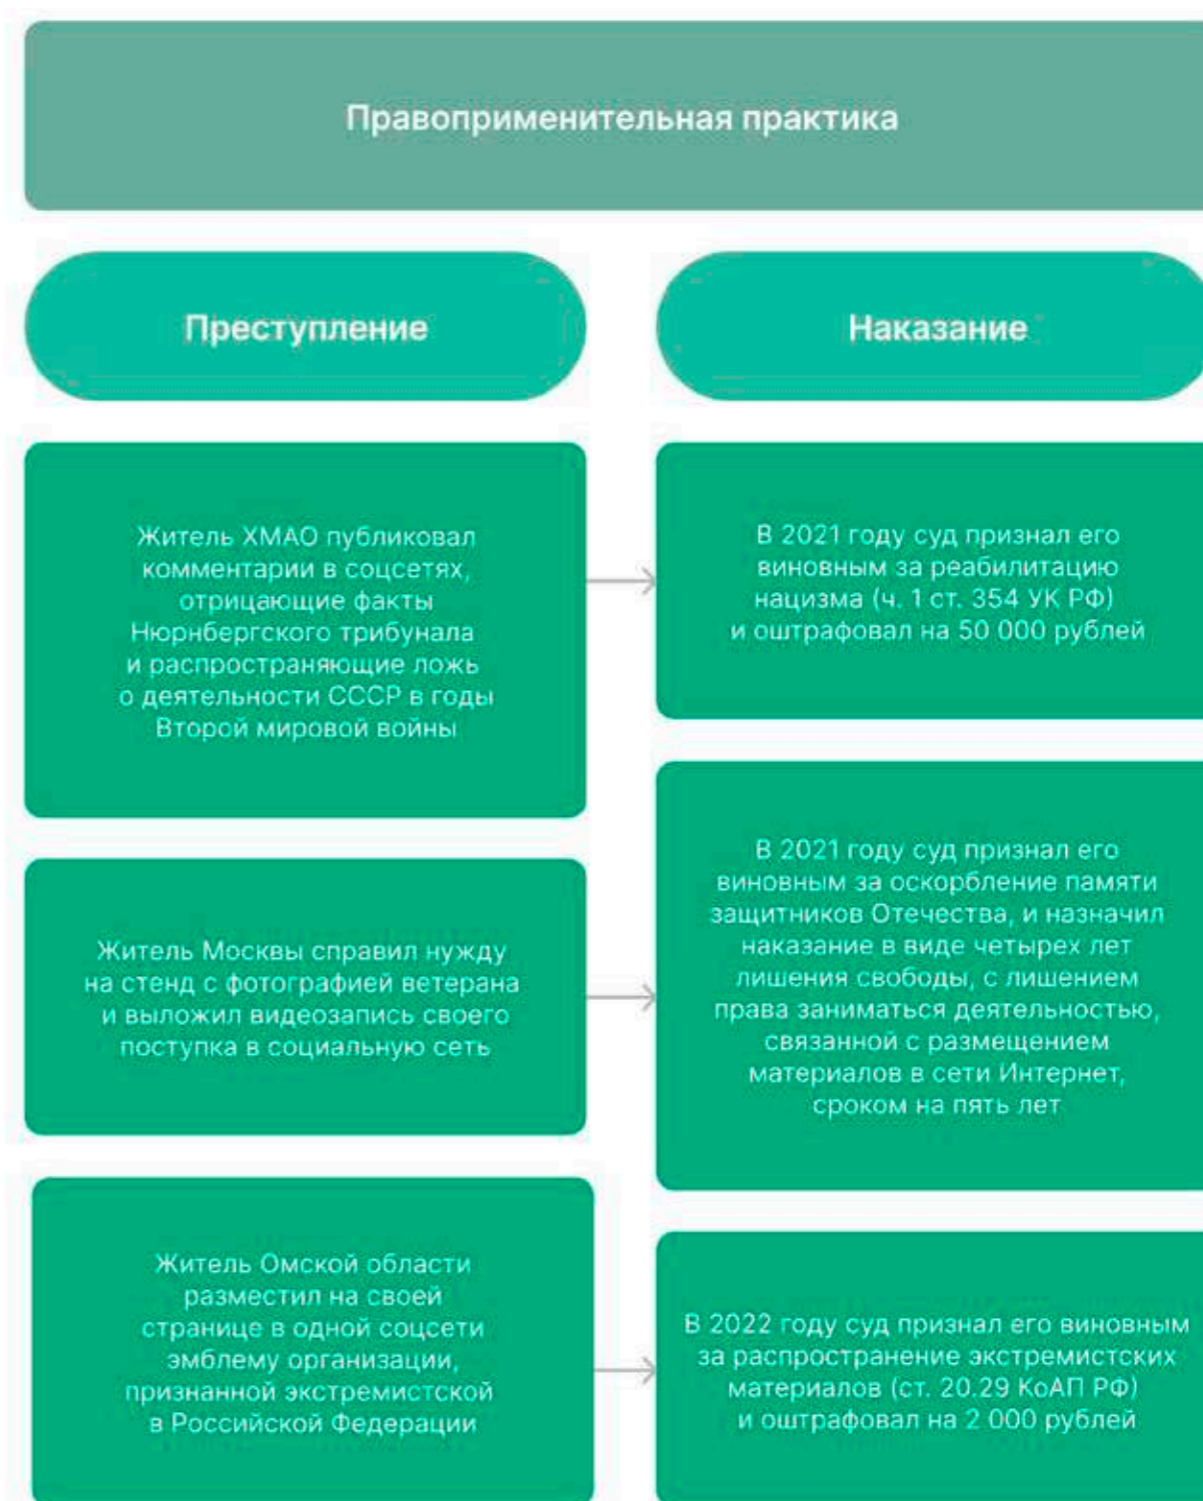 Правоприменительная практика
Преступление
Наказание
Житель ХМАО публиковал
комментарии в соцсетях,
отрицающие факты
Нюрнбергского трибунала
и распространяющие ложь
о деятельности СССР в годы
Второй мировой войны
В 2021 году суд признал его
виновным за реабилитацию
нацизма (ч. 1 ст. 354 УК РФ)
и оштрафовал на 50 000 рублей
Житель Москвы справил нужду
на стенд с фотографией ветерана
и выложил видеозапись своего
поступка в социальную сеть
В 2021 году суд признал его
виновным за оскорбление памяти
защитников Отечества, и назначил
наказание в виде четырех лет
лишения свободы, с лишением
права заниматься деятельностью,
связанной с размещением
материалов в сети Интернет,
сроком на пять лет
Житель Омской области
разместил на своей
странице в одной соцсети
эмблему организации,
признанной экстремистской
в Российской Федерации
В 2022 году суд признал его виновным
за распространение экстремистских
материалов (ст. 20.29 КоАП РФ)
и оштрафовал на 2 000 рублей